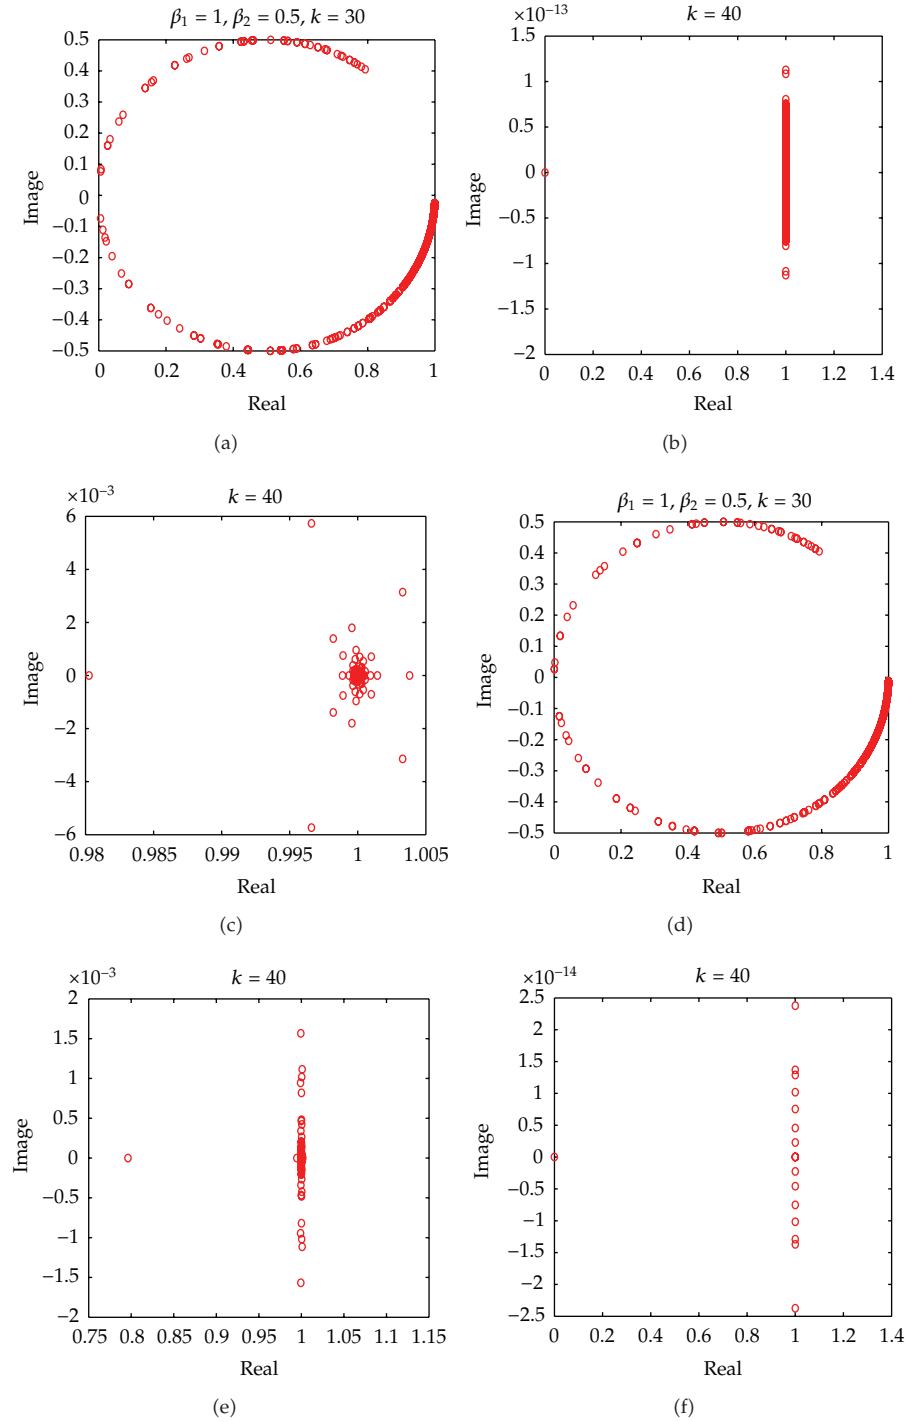 β₁ = 1, β₂ = 0.5, k = 30
0.5
0.4
0.3
0.2
0.1
0
−0.1
−0.2
−0.3
−0.4
−0.5
Image
0 0.2 0.4 0.6 0.8 1
Real
(a)
×10⁻¹³
k = 40
1.5
1
0.5
0
−0.5
−1
−1.5
−2
Image
0 0.2 0.4 0.6 0.8 1 1.2 1.4
Real
(b)
×10⁻³
k = 40
6
4
2
0
−2
−4
−6
Image
0.98 0.985 0.99 0.995 1 1.005
Real
(c)
β₁ = 1, β₂ = 0.5, k = 30
0.5
0.4
0.3
0.2
0.1
0
−0.1
−0.2
−0.3
−0.4
−0.5
Image
0 0.2 0.4 0.6 0.8 1
Real
(d)
×10⁻³
k = 40
2
1.5
1
0.5
0
−0.5
−1
−1.5
−2
Image
0.75 0.8 0.85 0.9 0.95 1 1.05 1.1 1.15
Real
(e)
×10⁻¹⁴
k = 40
2.5
2
1.5
1
0.5
0
−0.5
−1
−1.5
−2
−2.5
Image
0 0.2 0.4 0.6 0.8 1 1.2 1.4
Real
(f)